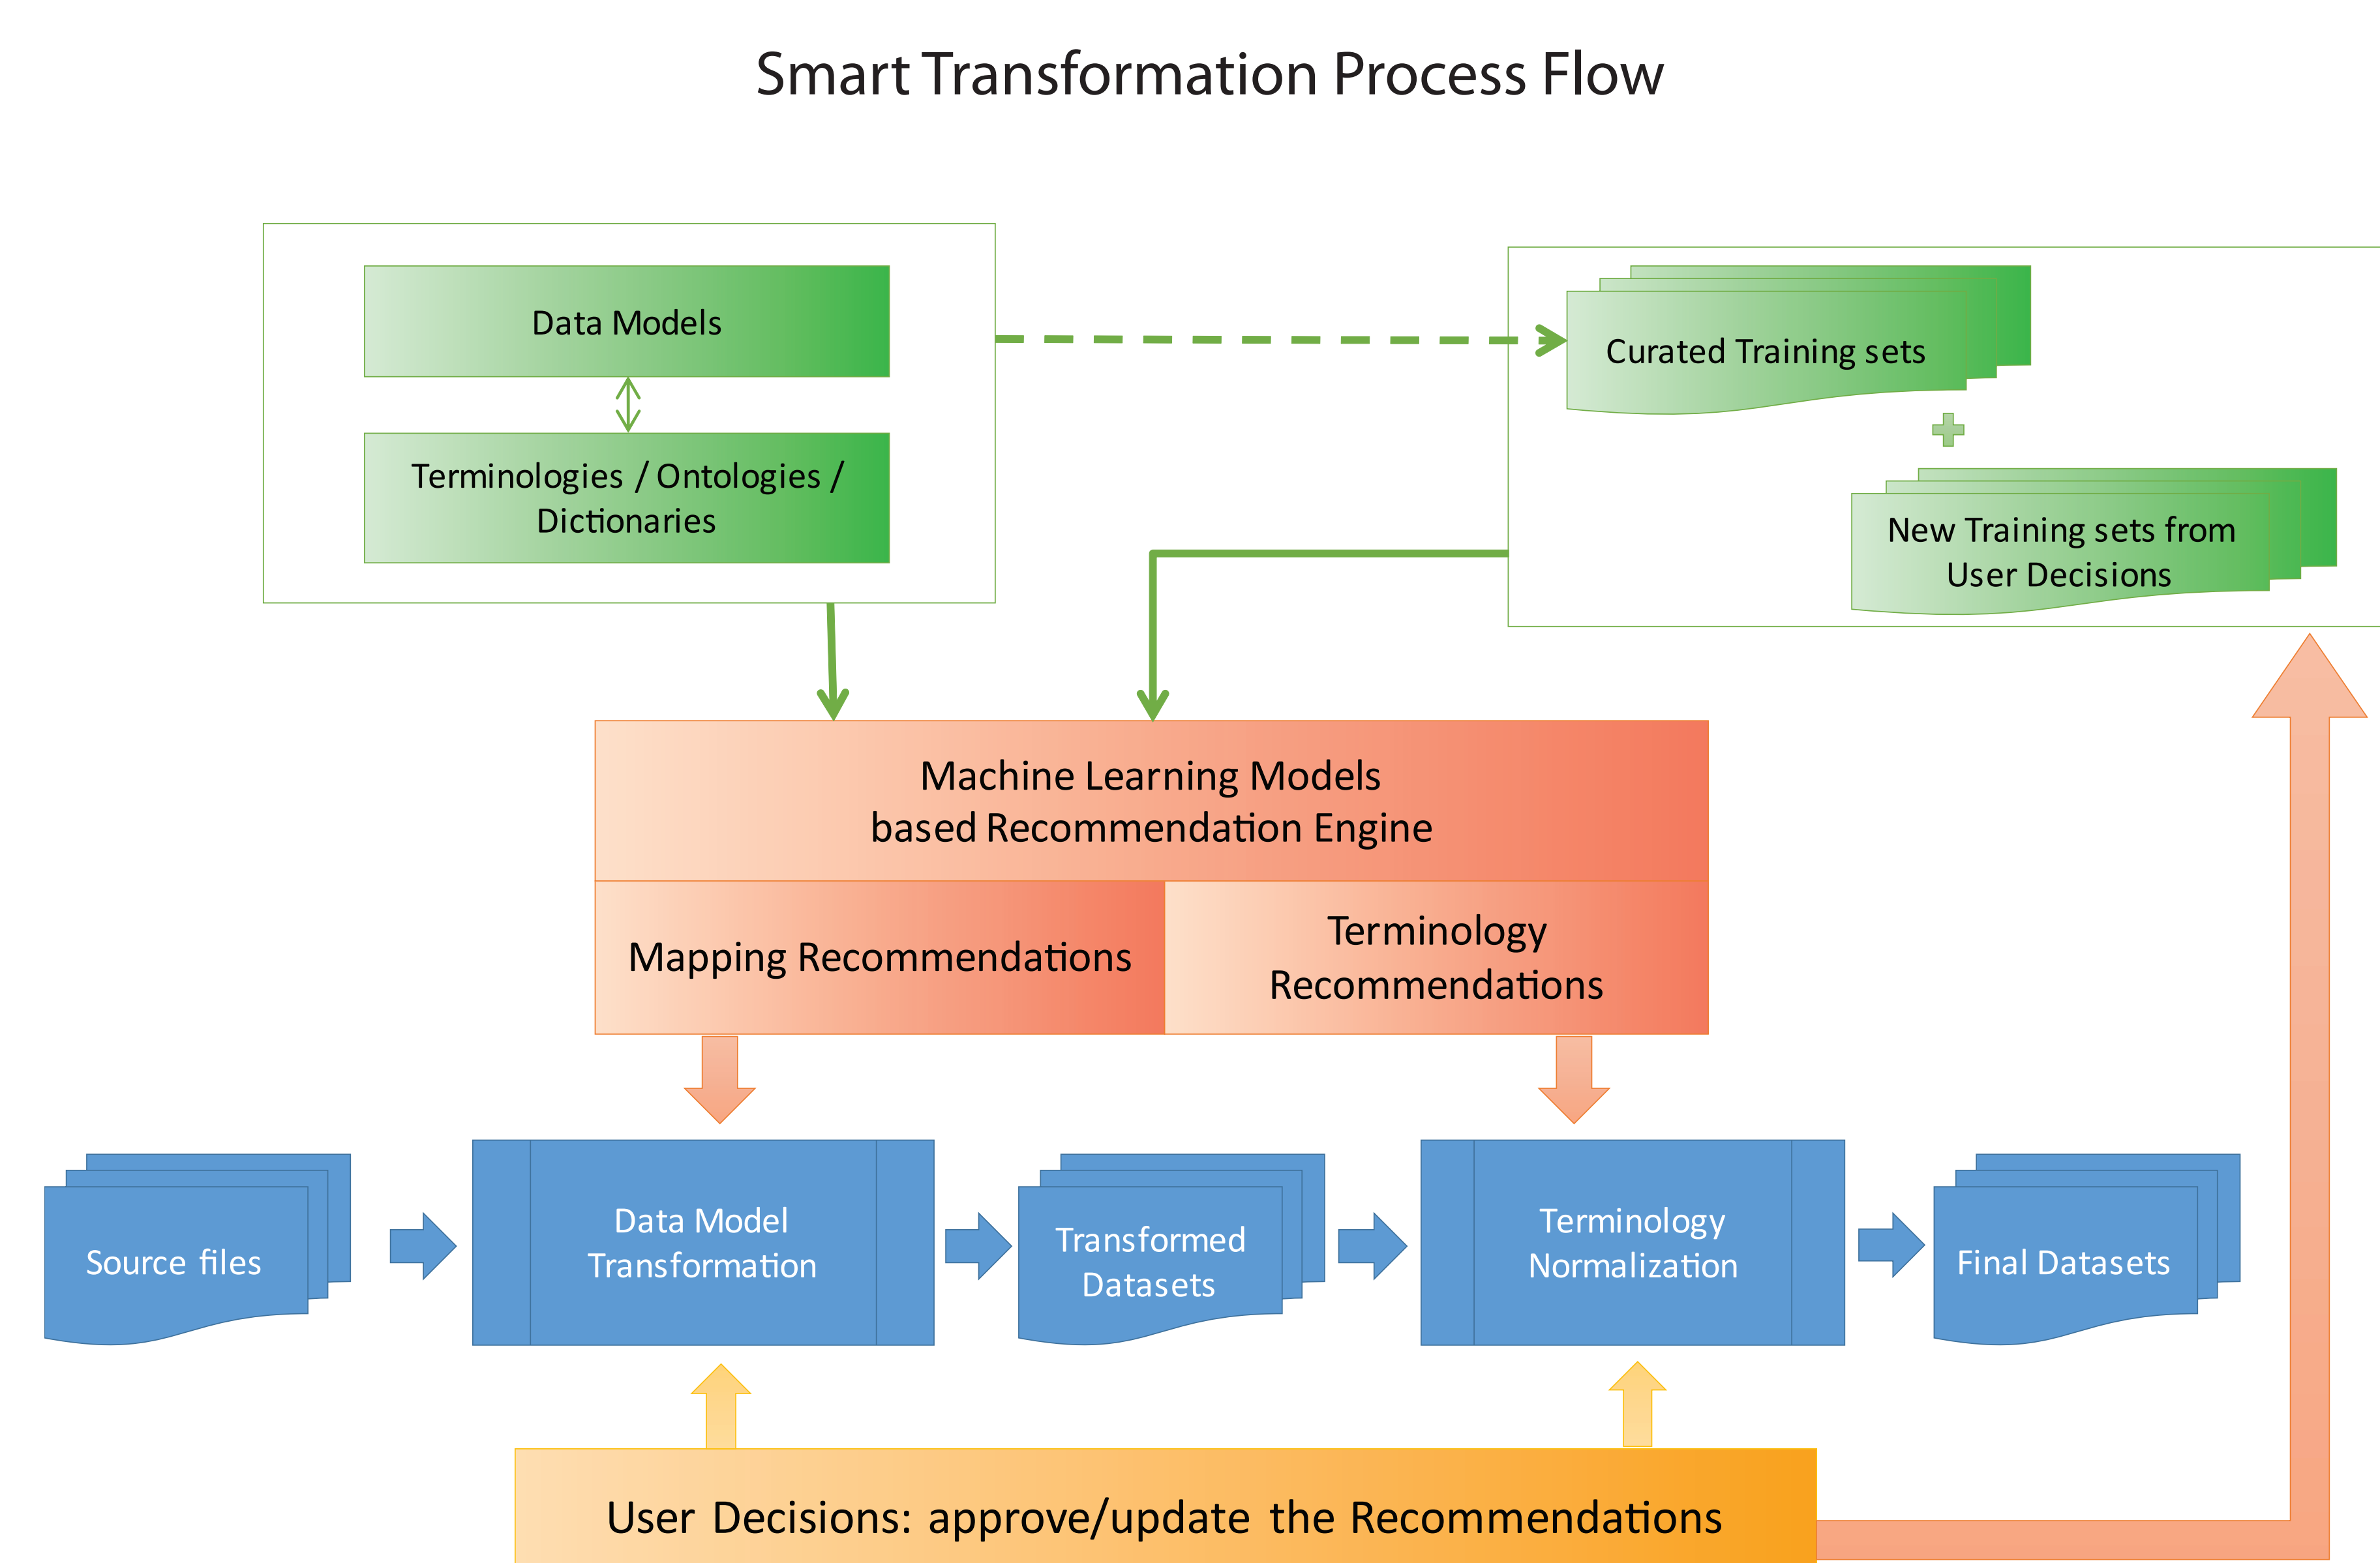 Smart Transformation Process Flow
Data Models
Terminologies / Ontologies /
Dictionaries
Curated Training sets
New Training sets from
User Decisions
Machine Learning Models
based Recommendation Engine
Mapping Recommendations
Terminology
Recommendations
Source files
Data Model
Transformation
Transformed
Datasets
Terminology
Normalization
Final Datasets
User Decisions: approve/update the Recommendations